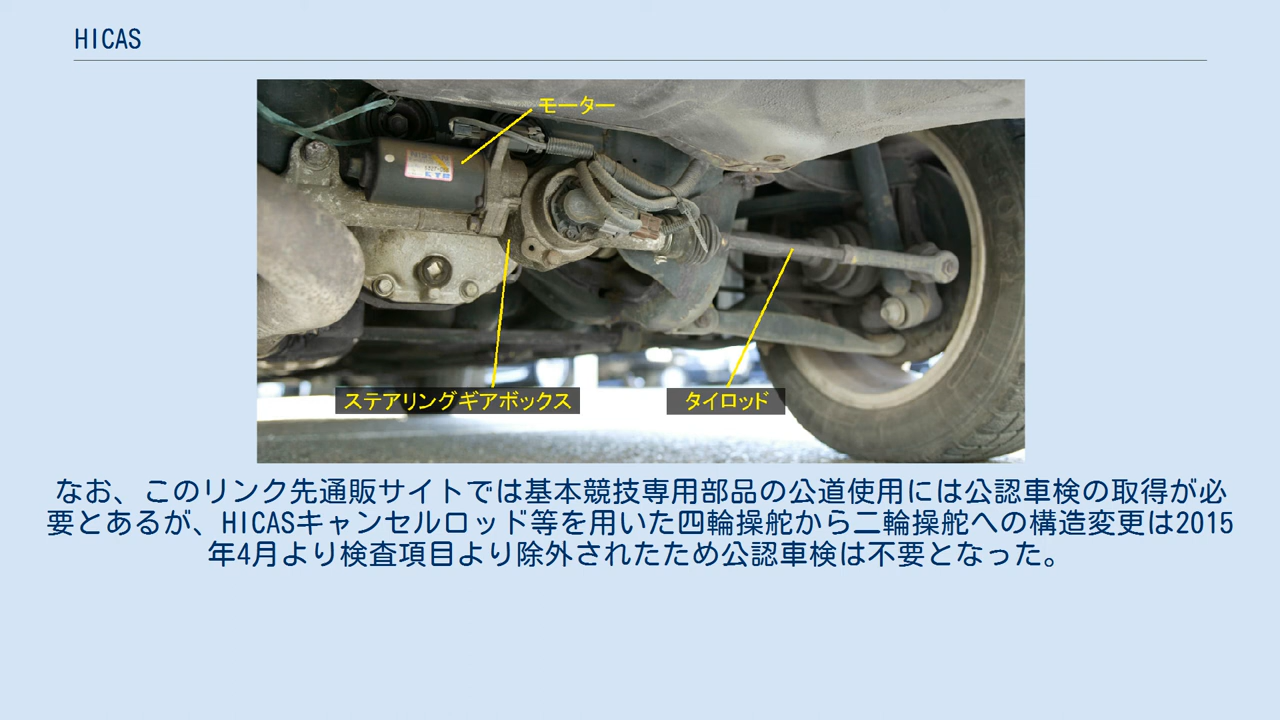 HICAS
モーター
ステアリングギアボックス
タイロッド
なお、このリンク先通販サイトでは基本競技専用部品の公道使用には公認車検の取得が必
要とあるが、HICASキャンセルロッド等を用いた四輪操舵から二輪操舵への構造変更は2015
年4月より検査項目より除外されたため公認車検は不要となった。